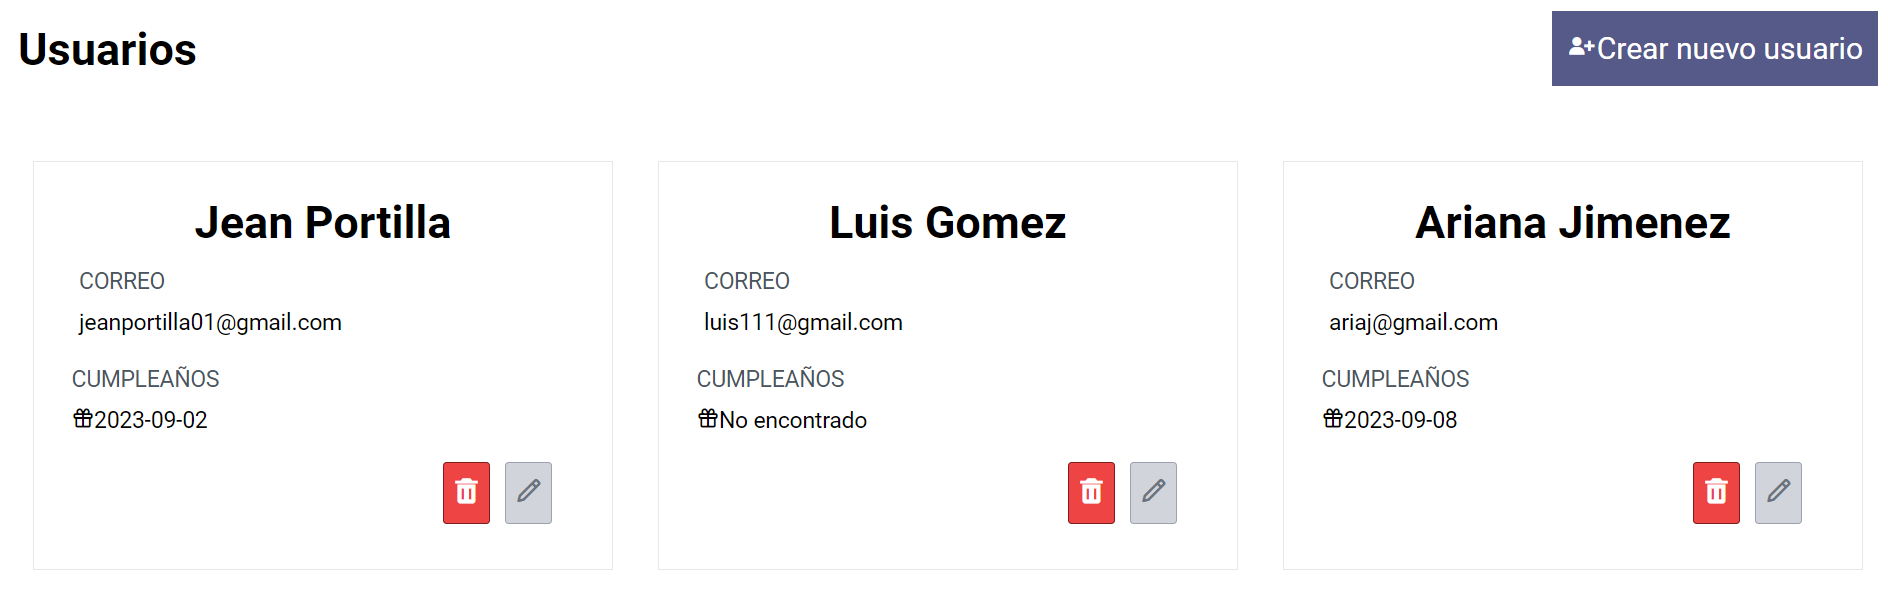 Usuarios
Crear nuevo usuario
Jean Portilla
CORREO
jeanportilla01@gmail.com
CUMPLEAÑOS
2023-09-02
Luis Gomez
CORREO
luis111@gmail.com
CUMPLEAÑOS
No encontrado
Ariana Jimenez
CORREO
ariaj@gmail.com
CUMPLEAÑOS
2023-09-08